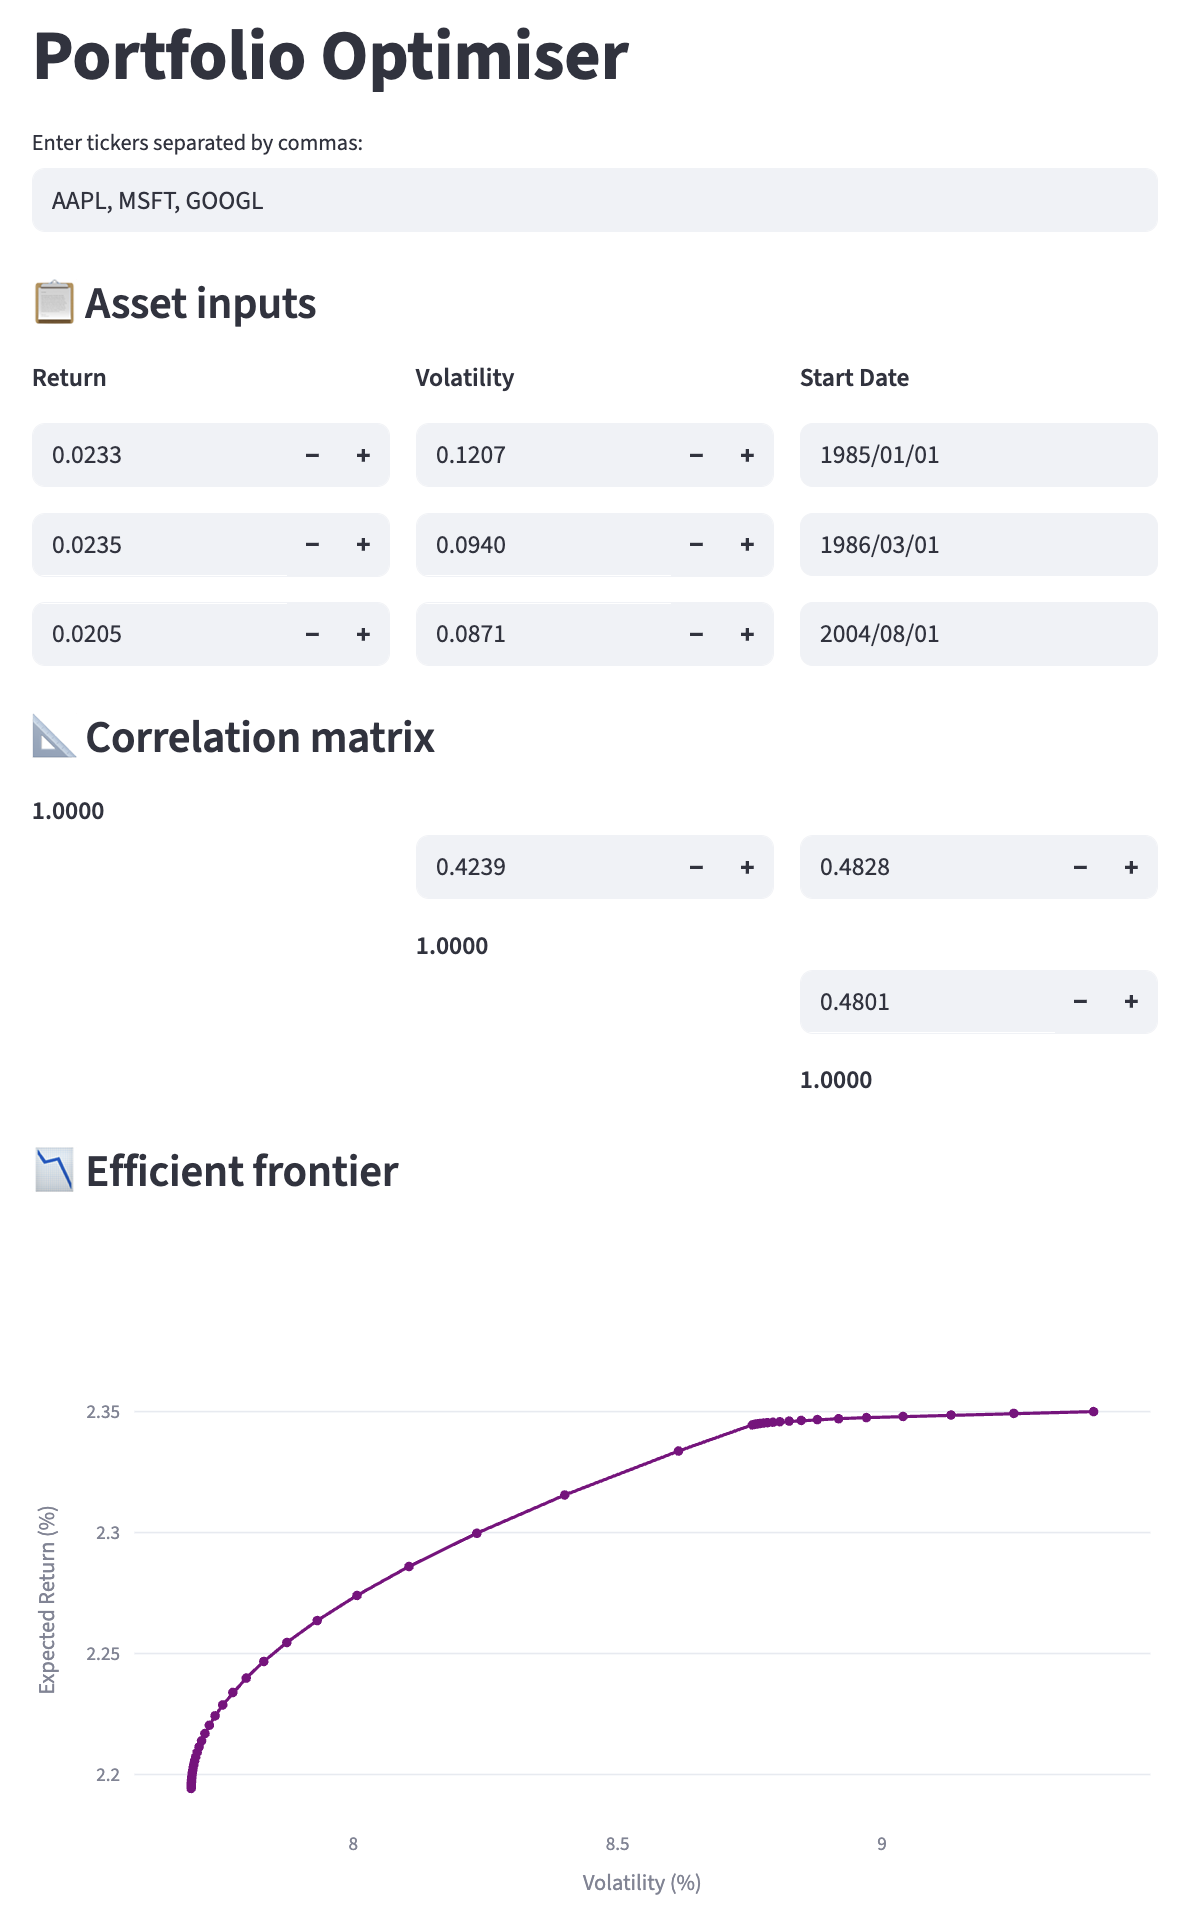 Portfolio Optimiser
Enter tickers separated by commas:
AAPL, MSFT, GOOGL
Asset inputs
Return Volatility Start Date
0.0233 − + 0.1207 − + 1985/01/01
0.0235 − + 0.0940 − + 1986/03/01
0.0205 − + 0.0871 − + 2004/08/01
Correlation matrix
1.0000
0.4239 − + 0.4828 − +
1.0000
0.4801 − +
1.0000
Efficient frontier
2.35
2.3
2.25
2.2
Expected Return (%)
8 8.5 9
Volatility (%)